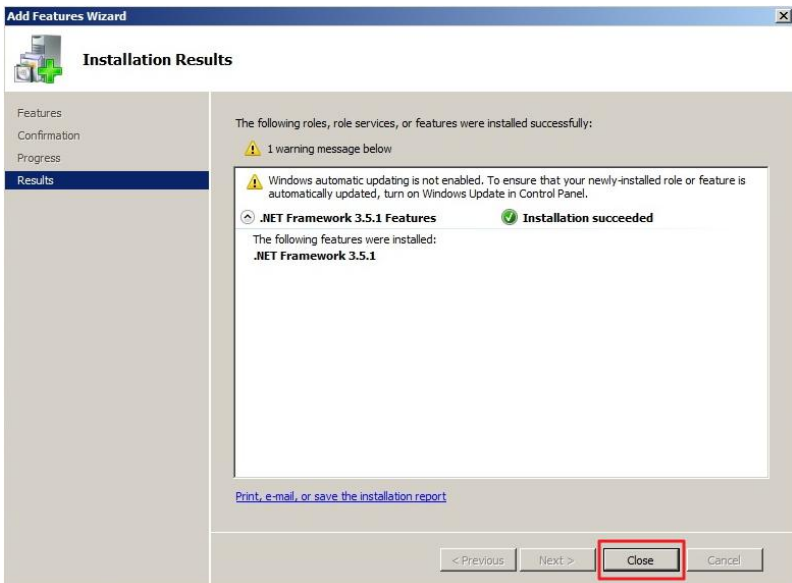 Add Features Wizard
Installation Results
Features
Confirmation
Progress
Results
The following roles, role services, or features were installed successfully:
1 warning message below
Windows automatic updating is not enabled. To ensure that your newly-installed role or feature is
automatically updated, turn on Windows Update in Control Panel.
.NET Framework 3.5.1 Features Installation succeeded
The following features were installed:
.NET Framework 3.5.1
Print, e-mail, or save the installation report
< Previous Next > Close Cancel